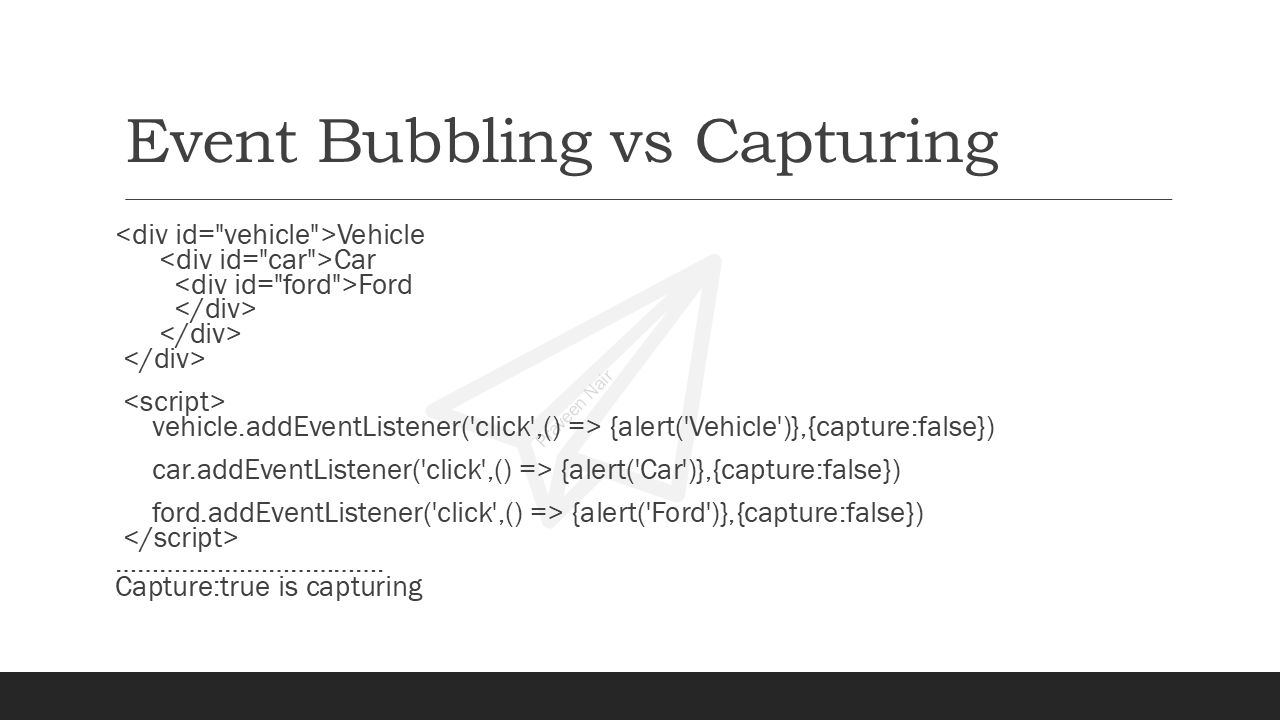 Event Bubbling vs Capturing
<div id="vehicle">Vehicle
<div id="car">Car
<div id="ford">Ford
</div>
</div>
</div>
<script>
vehicle.addEventListener('click',() => {alert('Vehicle')},{capture:false})
car.addEventListener('click',() => {alert('Car')},{capture:false})
ford.addEventListener('click',() => {alert('Ford')},{capture:false})
</script>
.....................................
Capture:true is capturing
Praveen Nair